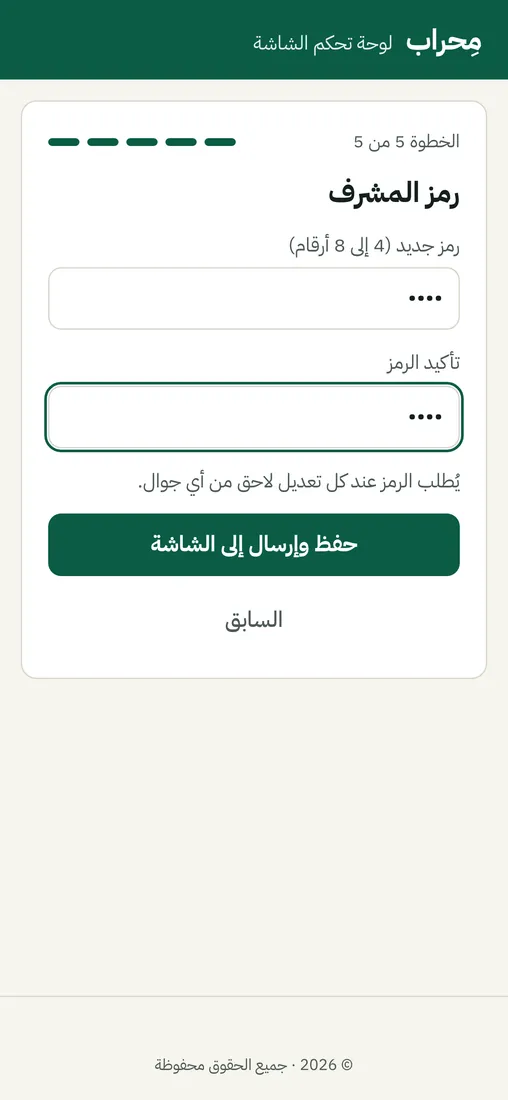 مِحراب لوحة تحكم الشاشة
الخطوة 5 من 5
رمز المشرف
رمز جديد (4 إلى 8 أرقام)
••••
تأكيد الرمز
••••
يُطلب الرمز عند كل تعديل لاحق من أي جوال.
حفظ وإرسال إلى الشاشة
السابق
© 2026 · جميع الحقوق محفوظة